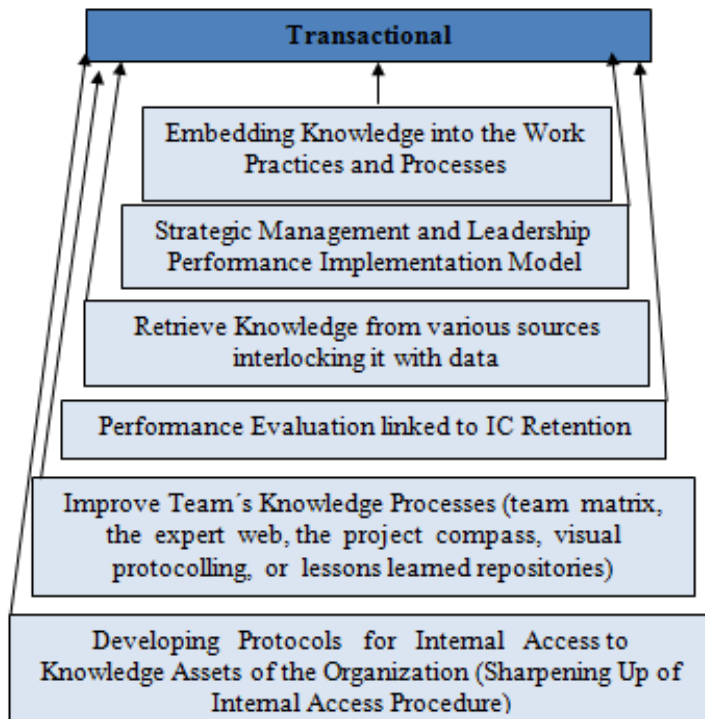 Transactional
Embedding Knowledge into the Work
Practices and Processes
Strategic Management and Leadership
Performance Implementation Model
Retrieve Knowledge from various sources
interlocking it with data
Performance Evaluation linked to IC Retention
Improve Team´s Knowledge Processes (team matrix,
the expert web, the project compass, visual
protocolling, or lessons learned repositories)
Developing Protocols for Internal Access to
Knowledge Assets of the Organization (Sharpening Up of
Internal Access Procedure)